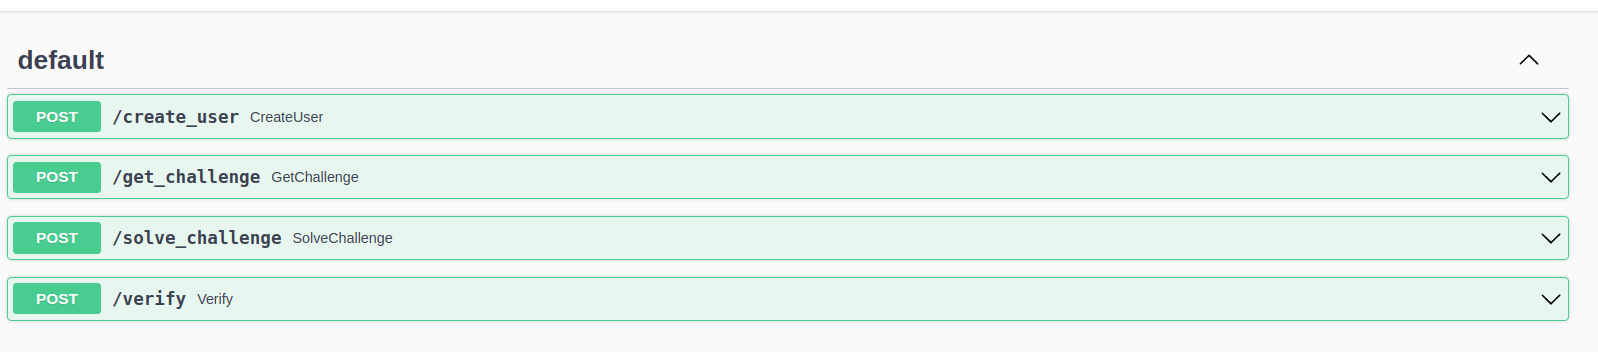 default
POST /create_user CreateUser
POST /get_challenge GetChallenge
POST /solve_challenge SolveChallenge
POST /verify Verify